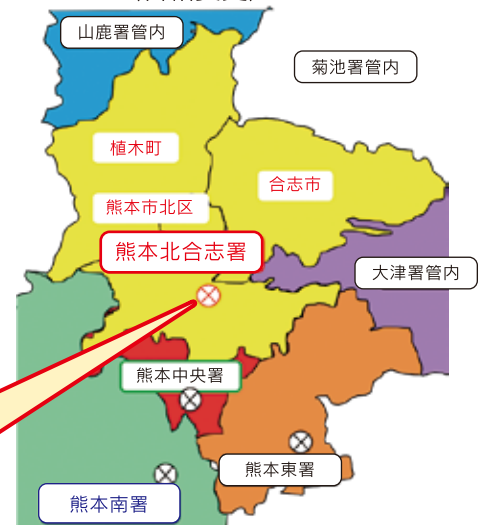 山鹿署管内
菊池署管内
植木町
合志市
熊本市北区
熊本北合志署
大津署管内
熊本中央署
熊本東署
熊本南署